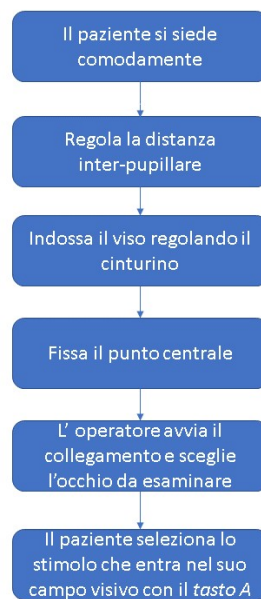 Il paziente si siede
comodamente
Regola la distanza
inter-pupillare
Indossa il viso regolando il
cinturino
Fissa il punto centrale
L' operatore avvia il
collegamento e sceglie
l'occhio da esaminare
Il paziente seleziona lo
stimolo che entra nel suo
campo visivo con il tasto A